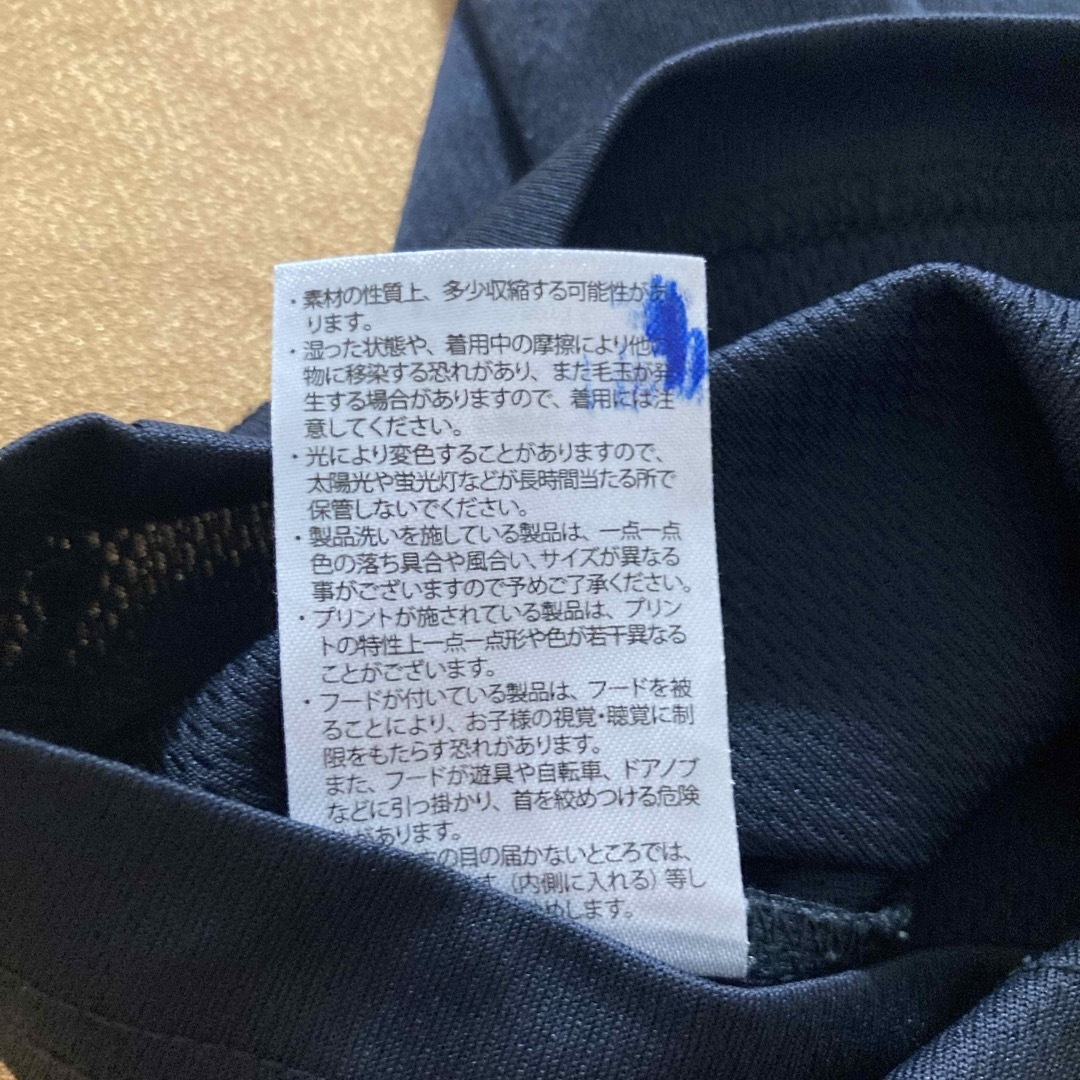 ・素材の性質上、多少収縮する可能性があ
ります。
・湿った状態や、着用中の摩擦により他
物に移染する恐れがあり、また毛玉が発
生する場合がありますので、着用には注
意してください。
・光により変色することがありますので、
太陽光や蛍光灯などが長時間当たる所で
保管しないでください。
・製品洗いを施している製品は、一点一点
色の落ち具合や風合い、サイズが異なる
事がございますので予めご了承ください。
・プリントが施されている製品は、プリン
トの特性上一点一点形や色が若干異なる
ことがございます。
・フードが付いている製品は、フードを被
ることにより、お子様の視覚・聴覚に制
限をもたらす恐れがあります。
また、フードが遊具や自転車、ドアノブ
などに引っ掛かり、首を絞めつける危険
があります。
の目の届かないところでは、
（内側に入れる）等し
めします。